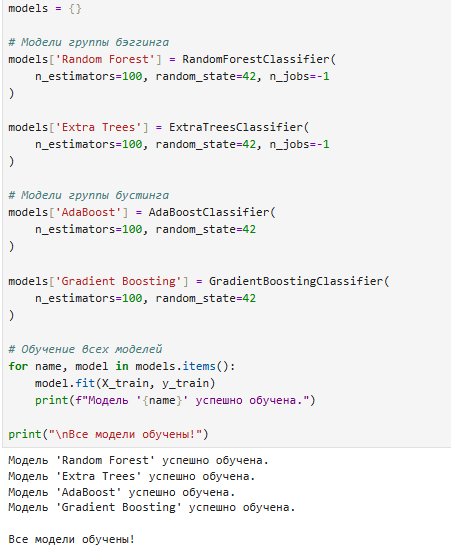 models = {}

# Модели группы бэггинга
models['Random Forest'] = RandomForestClassifier(
    n_estimators=100, random_state=42, n_jobs=-1
)

models['Extra Trees'] = ExtraTreesClassifier(
    n_estimators=100, random_state=42, n_jobs=-1
)

# Модели группы бустинга
models['AdaBoost'] = AdaBoostClassifier(
    n_estimators=100, random_state=42
)

models['Gradient Boosting'] = GradientBoostingClassifier(
    n_estimators=100, random_state=42
)

# Обучение всех моделей
for name, model in models.items():
    model.fit(X_train, y_train)
    print(f"Модель '{name}' успешно обучена.")

print("\nВсе модели обучены!")
Модель 'Random Forest' успешно обучена.
Модель 'Extra Trees' успешно обучена.
Модель 'AdaBoost' успешно обучена.
Модель 'Gradient Boosting' успешно обучена.

Все модели обучены!